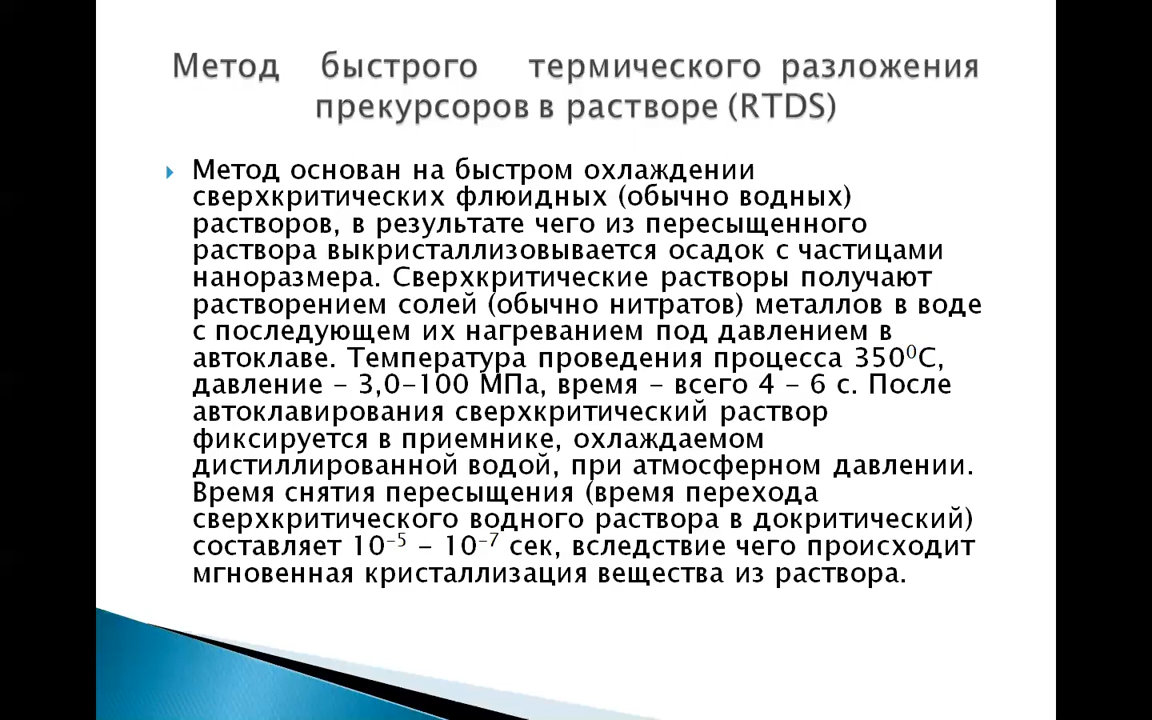 Метод быстрого термического разложения
прекурсоров в растворе (RTDS)
Метод основан на быстром охлаждении
сверхкритических флюидных (обычно водных)
растворов, в результате чего из пересыщенного
раствора выкристаллизовывается осадок с частицами
наноразмера. Сверхкритические растворы получают
растворением солей (обычно нитратов) металлов в воде
с последующем их нагреванием под давлением в
автоклаве. Температура проведения процесса 350⁰С,
давление – 3,0–100 МПа, время – всего 4 – 6 с. После
автоклавирования сверхкритический раствор
фиксируется в приемнике, охлаждаемом
дистиллированной водой, при атмосферном давлении.
Время снятия пересыщения (время перехода
сверхкритического водного раствора в докритический)
составляет 10⁻⁵ – 10⁻⁷ сек, вследствие чего происходит
мгновенная кристаллизация вещества из раствора.